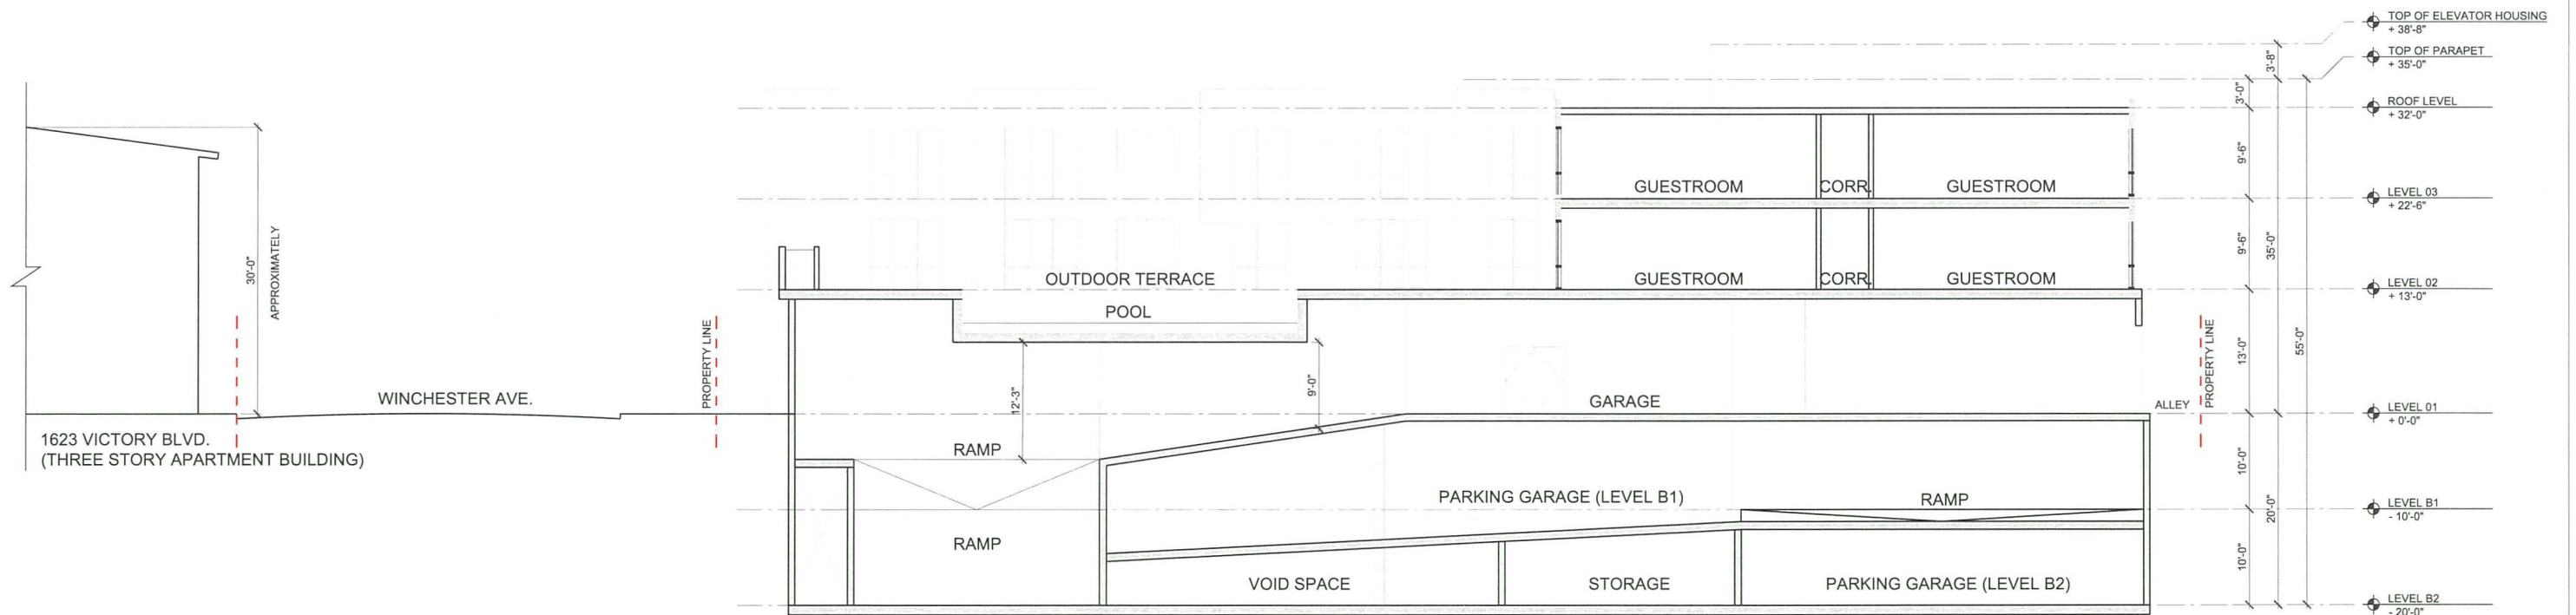 TOP OF ELEVATOR HOUSING
+ 38'-8"
TOP OF PARAPET
+ 35'-0"
3'-8"
3'-0"
ROOF LEVEL
+ 32'-0"
30'-0"
APPROXIMATELY
9'-6"
GUESTROOM
CORR.
GUESTROOM
LEVEL 03
+ 22'-6"
9'-6"
35'-0"
OUTDOOR TERRACE
GUESTROOM
CORR.
GUESTROOM
LEVEL 02
+ 13'-0"
POOL
PROPERTY LINE
12'-3"
9'-0"
13'-0"
55'-0"
PROPERTY LINE
WINCHESTER AVE.
GARAGE
ALLEY
LEVEL 01
+ 0'-0"
1623 VICTORY BLVD.
(THREE STORY APARTMENT BUILDING)
RAMP
10'-0"
PARKING GARAGE (LEVEL B1)
RAMP
20'-0"
LEVEL B1
- 10'-0"
RAMP
10'-0"
VOID SPACE
STORAGE
PARKING GARAGE (LEVEL B2)
LEVEL B2
- 20'-0"